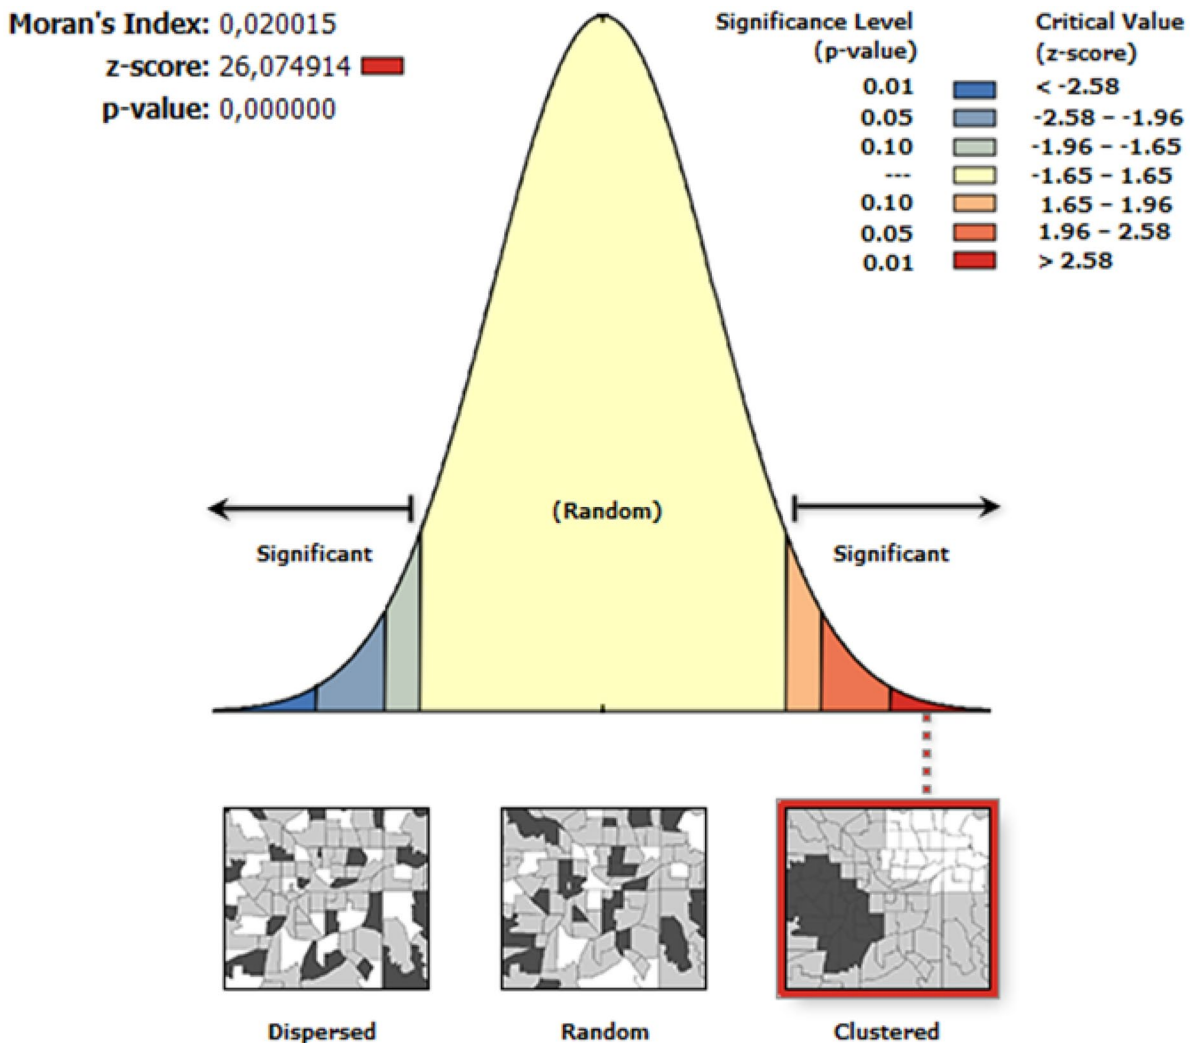 Moran's Index: 0,020015
z-score: 26,074914
p-value: 0,000000
Significance Level
(p-value)
0.01
0.05
0.10
---
0.10
0.05
0.01
Critical Value
(z-score)
< -2.58
-2.58 – -1.96
-1.96 – -1.65
-1.65 – 1.65
1.65 – 1.96
1.96 – 2.58
> 2.58
(Random)
Significant
Significant
Dispersed
Random
Clustered